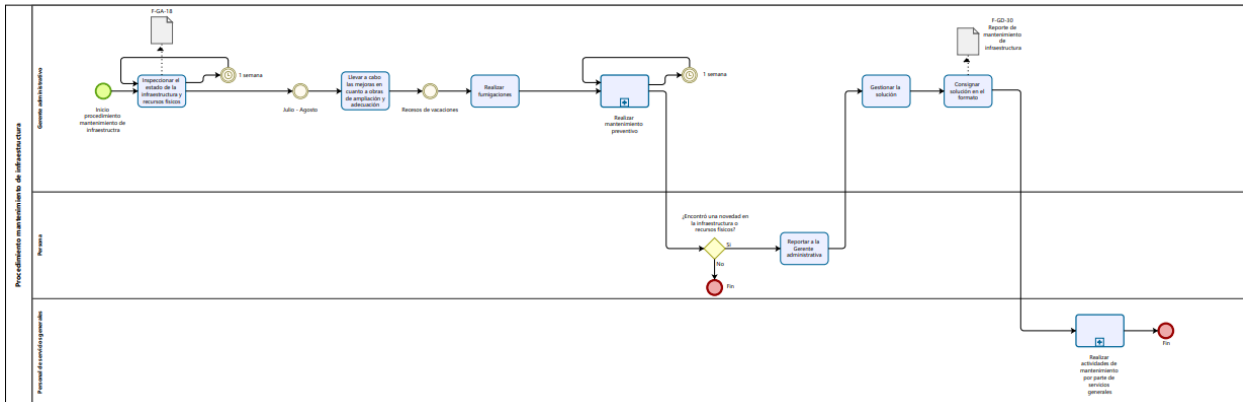 Procedimiento mantenimiento de infraestructura
Gerente administrativo
F-GA-18
Inspeccionar el
estado de la
infraestructura y
recursos físicos
1 semana
Inicio
procedimiento
mantenimiento de
infraestructra
Julio - Agosto
Llevar a cabo
las mejoras en
cuanto a obras
de ampliación y
adecuación
Recesos de vacaciones
Realizar
fumigaciones
Realizar
mantenimiento
preventivo
1 semana
Gestionar la
solución
F-GD-30
Reporte de
mantenimiento
de
infraestructura
Consignar
solución en el
formato
Persona
¿Encontró una novedad en
la infraestructura o
recursos físicos?
Si
No
Fin
Reportar a la
Gerente
administrativa
Personal de servicios generales
Realizar
actividades de
mantenimiento
por parte de
servicios
generales
Fin